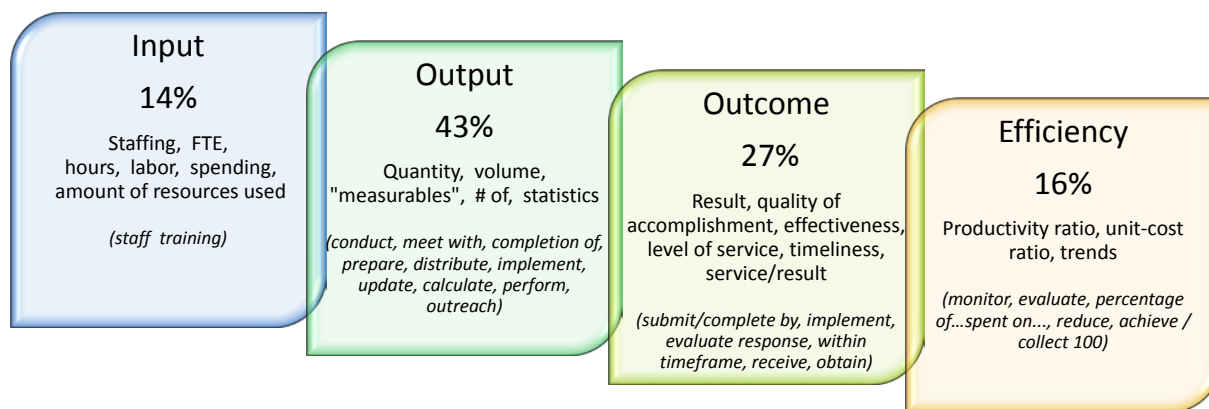 Input
14%
Staffing, FTE,
hours, labor, spending,
amount of resources used
(staff training)
Output
43%
Quantity, volume,
"measurables", # of, statistics
(conduct, meet with, completion of,
prepare, distribute, implement,
update, calculate, perform,
outreach)
Outcome
27%
Result, quality of
accomplishment, effectiveness,
level of service, timeliness,
service/result
(submit/complete by, implement,
evaluate response, within
timeframe, receive, obtain)
Efficiency
16%
Productivity ratio, unit-cost
ratio, trends
(monitor, evaluate, percentage
of...spent on..., reduce, achieve /
collect 100)